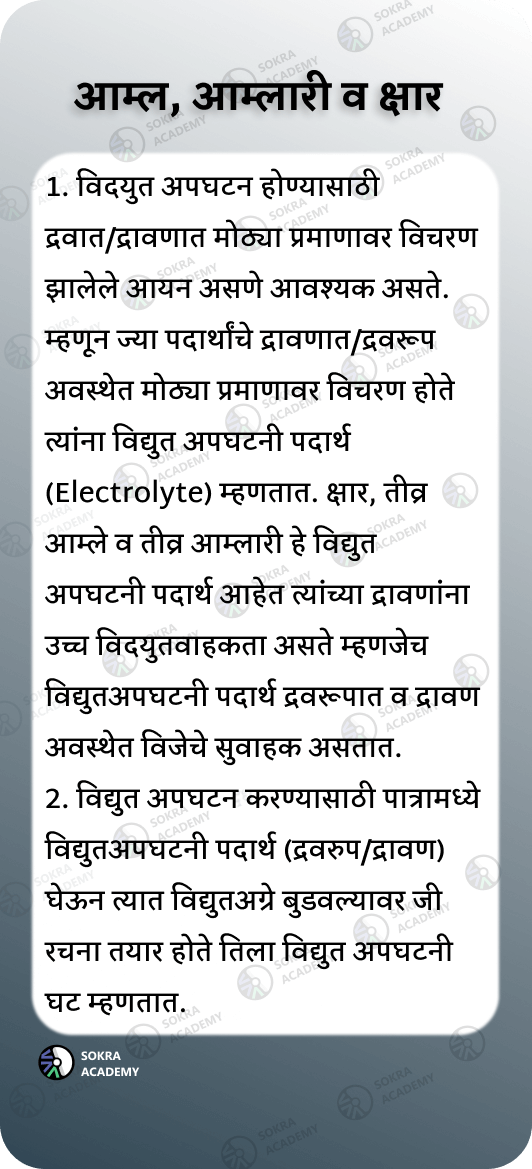 आम्ल, आम्लारी व क्षार
1. विदयुत अपघटन होण्यासाठी
द्रवात/द्रावणात मोठ्या प्रमाणावर विचरण
झालेले आयन असणे आवश्यक असते.
म्हणून ज्या पदार्थांचे द्रावणात/द्रवरूप
अवस्थेत मोठ्या प्रमाणावर विचरण होते
त्यांना विद्युत अपघटनी पदार्थ
(Electrolyte) म्हणतात. क्षार, तीव्र
आम्ले व तीव्र आम्लारी हे विद्युत
अपघटनी पदार्थ आहेत त्यांच्या द्रावणांना
उच्च विदयुतवाहकता असते म्हणजेच
विद्युतअपघटनी पदार्थ द्रवरूपात व द्रावण
अवस्थेत विजेचे सुवाहक असतात.
2. विद्युत अपघटन करण्यासाठी पात्रामध्ये
विद्युतअपघटनी पदार्थ (द्रवरुप/द्रावण)
घेऊन त्यात विद्युतअग्रे बुडवल्यावर जी
रचना तयार होते तिला विद्युत अपघटनी
घट म्हणतात.
SOKRA
ACADEMY